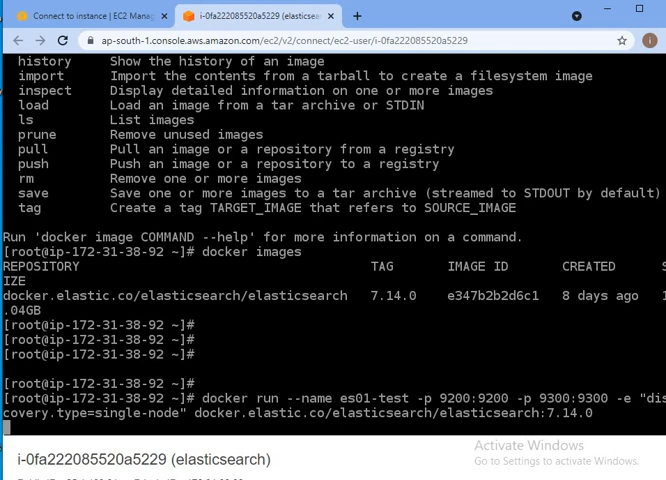 Connect to instance | EC2 Manag
i-0fa222085520a5229 (elasticsear
ap-south-1.console.aws.amazon.com/ec2/v2/connect/ec2-user/i-0fa222085520a5229
i
history Show the history of an image
import Import the contents from a tarball to create a filesystem image
inspect Display detailed information on one or more images
load Load an image from a tar archive or STDIN
ls List images
prune Remove unused images
pull Pull an image or a repository from a registry
push Push an image or a repository to a registry
rm Remove one or more images
save Save one or more images to a tar archive (streamed to STDOUT by default)
tag Create a tag TARGET_IMAGE that refers to SOURCE_IMAGE
Run 'docker image COMMAND --help' for more information on a command.
[root@ip-172-31-38-92 ~]# docker images
REPOSITORY TAG IMAGE ID CREATED S
IZE
docker.elastic.co/elasticsearch/elasticsearch 7.14.0 e347b2b2d6c1 8 days ago 1
.04GB
[root@ip-172-31-38-92 ~]#
[root@ip-172-31-38-92 ~]#
[root@ip-172-31-38-92 ~]#
[root@ip-172-31-38-92 ~]#
[root@ip-172-31-38-92 ~]# docker run --name es01-test -p 9200:9200 -p 9300:9300 -e "dis
covery.type=single-node" docker.elastic.co/elasticsearch/elasticsearch:7.14.0
Activate Windows
i-0fa222085520a5229 (elasticsearch)
Go to Settings to activate Windows.